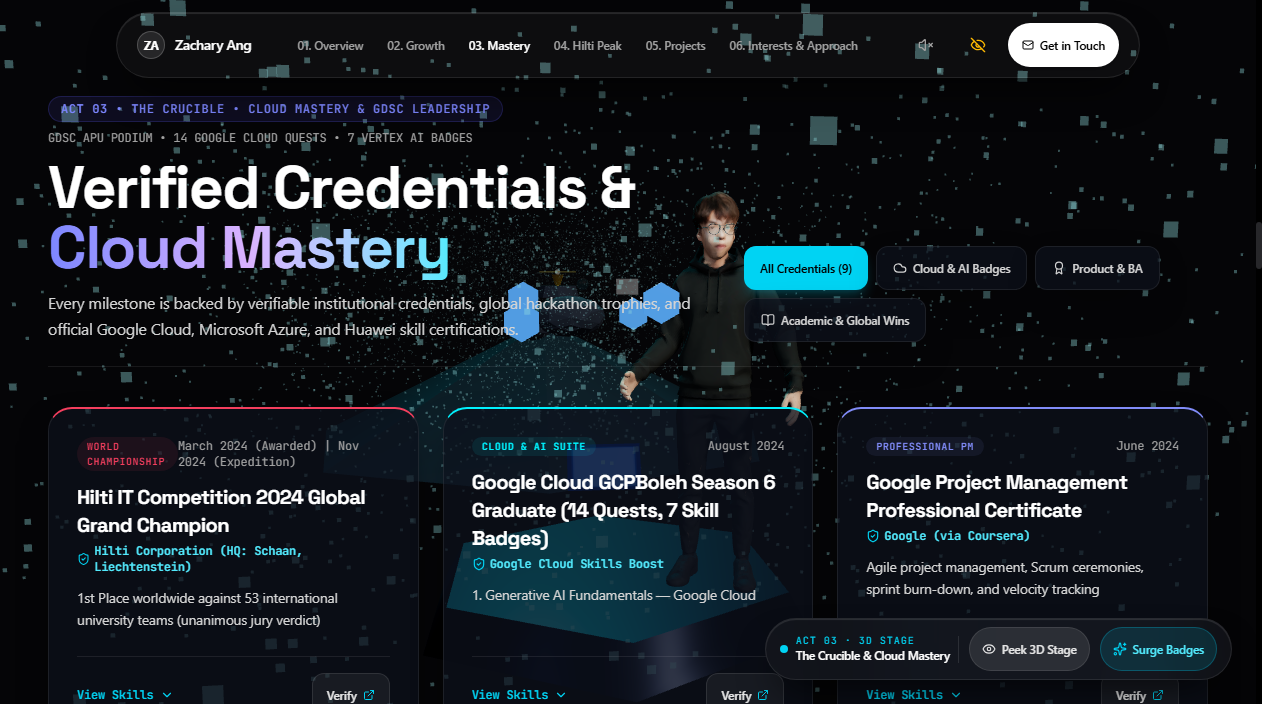 ZA Zachary Ang 01. Overview 02. Growth 03. Mastery 04. Hilti Peak 05. Projects 06. Interests & Approach Get in Touch
ACT 03 • THE CRUCIBLE • CLOUD MASTERY & GDSC LEADERSHIP
GDSC APU PODIUM • 14 GOOGLE CLOUD QUESTS • 7 VERTEX AI BADGES
Verified Credentials &
Cloud Mastery
Every milestone is backed by verifiable institutional credentials, global hackathon trophies, and
official Google Cloud, Microsoft Azure, and Huawei skill certifications.
All Credentials (9) Cloud & AI Badges Product & BA
Academic & Global Wins
WORLD
CHAMPIONSHIP
March 2024 (Awarded) | Nov
2024 (Expedition)
Hilti IT Competition 2024 Global
Grand Champion
Hilti Corporation (HQ: Schaan,
Liechtenstein)
1st Place worldwide against 53 international
university teams (unanimous jury verdict)
View Skills Verify
CLOUD & AI SUITE August 2024
Google Cloud GCPBoleh Season 6
Graduate (14 Quests, 7 Skill
Badges)
Google Cloud Skills Boost
1. Generative AI Fundamentals — Google Cloud
View Skills Verify
PROFESSIONAL PM June 2024
Google Project Management
Professional Certificate
Google (via Coursera)
Agile project management, Scrum ceremonies,
sprint burn-down, and velocity tracking
View Skills Verify
ACT 03 · 3D STAGE
The Crucible & Cloud Mastery
Peek 3D Stage Surge Badges